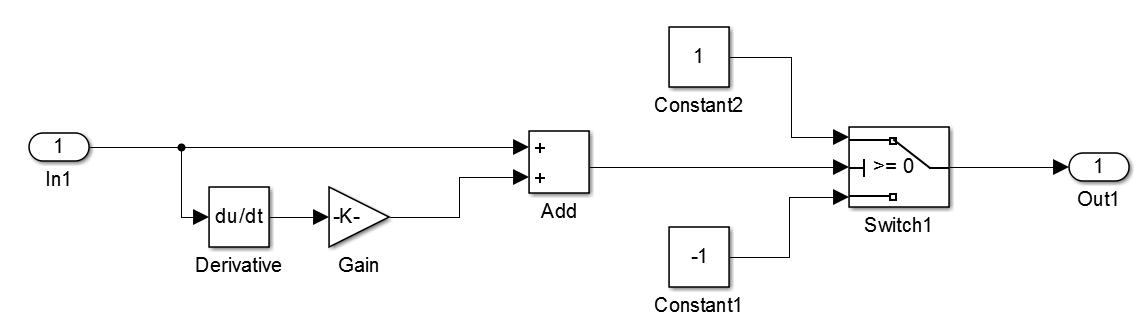 1
Constant2
1
In1
+
+
Add
du/dt
Derivative
-K-
Gain
>= 0
Switch1
1
Out1
-1
Constant1